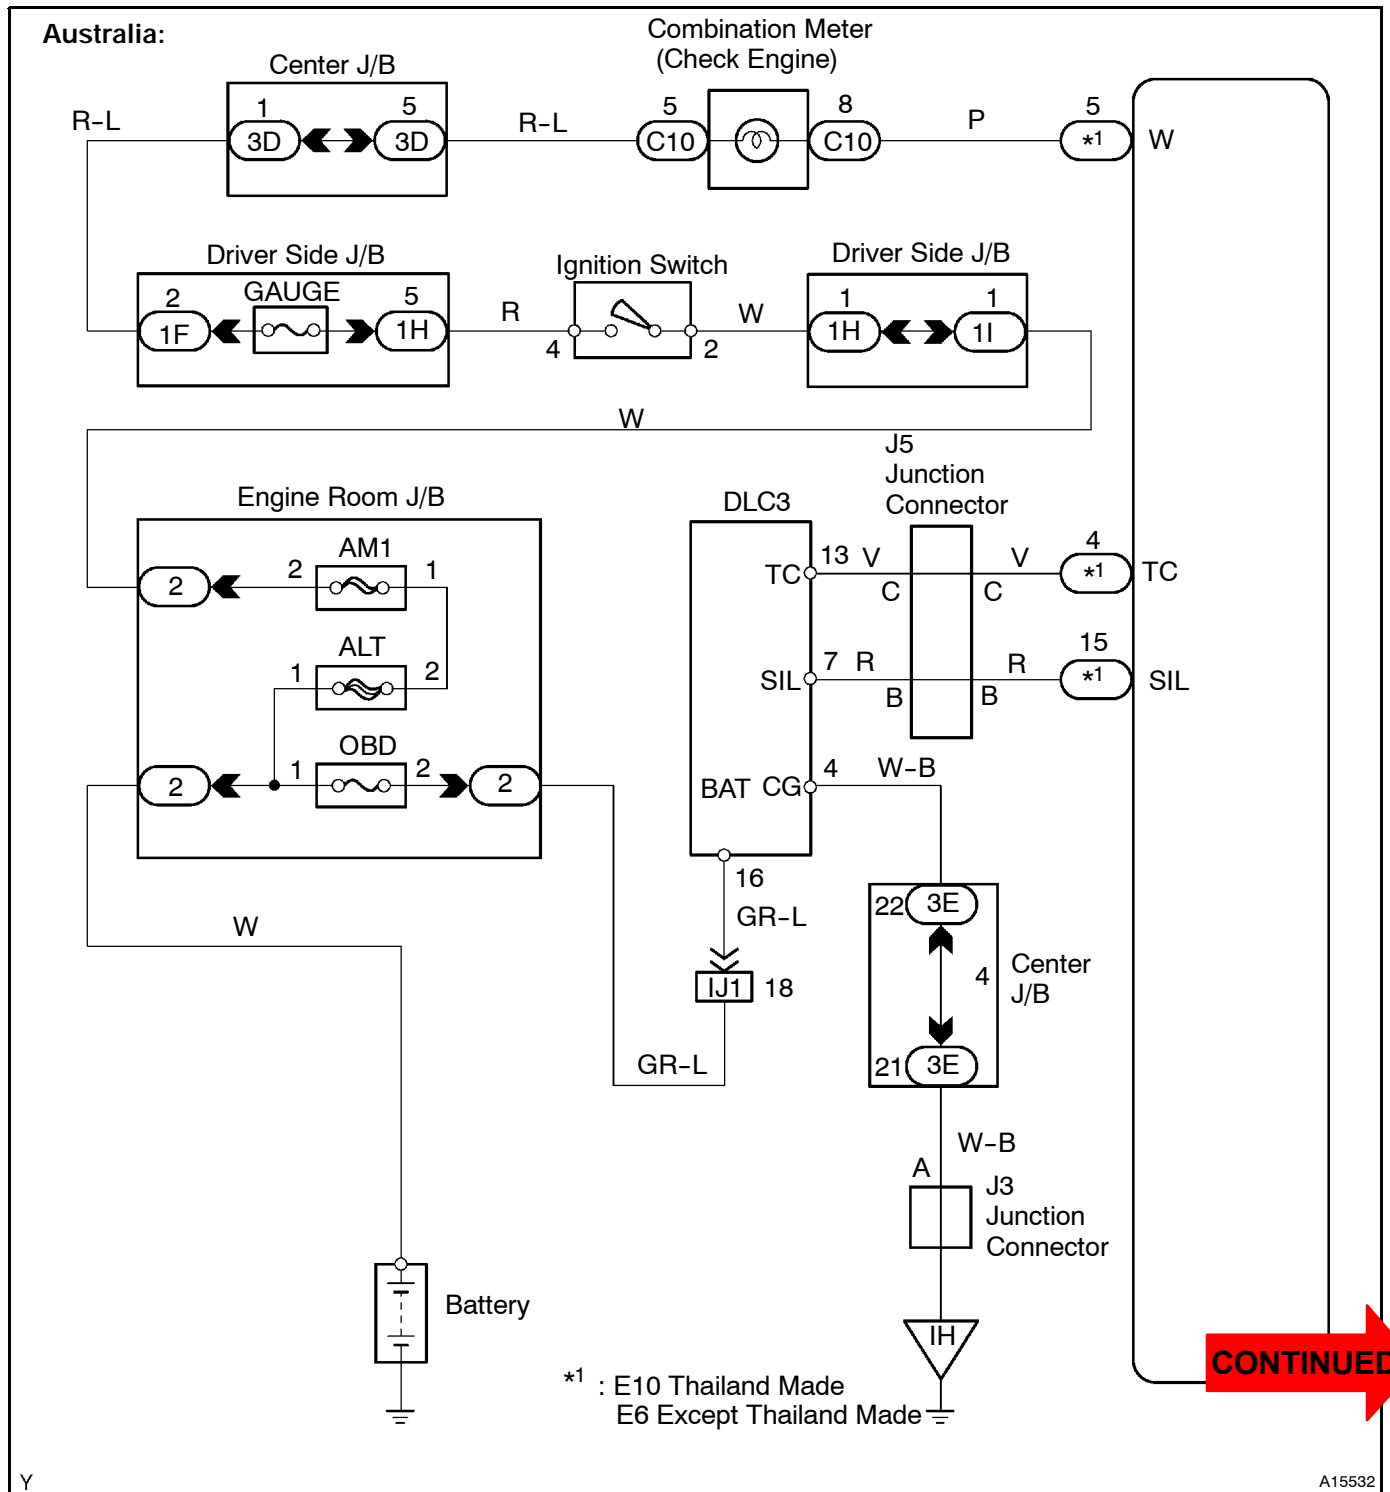 Australia:
Combination Meter
(Check Engine)
Center J/B
R-L
1
5
3D
3D
R-L
5
8
C10
C10
P
5
*1
W
Driver Side J/B
GAUGE
2
5
1F
1H
R
Ignition Switch
4
2
W
Driver Side J/B
1
1
1H
1I
W
J5
Junction
Connector
Engine Room J/B
AM1
2
2
1
ALT
1
2
OBD
2
1
2
2
DLC3
TC
13
V
C
V
C
4
*1
TC
SIL
7
R
B
R
B
15
*1
SIL
BAT
CG
4
W-B
16
GR-L
IJ1
18
GR-L
22
3E
4
Center
J/B
21
3E
W
W-B
A
J3
Junction
Connector
IH
Battery
*1 : E10 Thailand Made
E6 Except Thailand Made
CONTINUED
Y
A15532